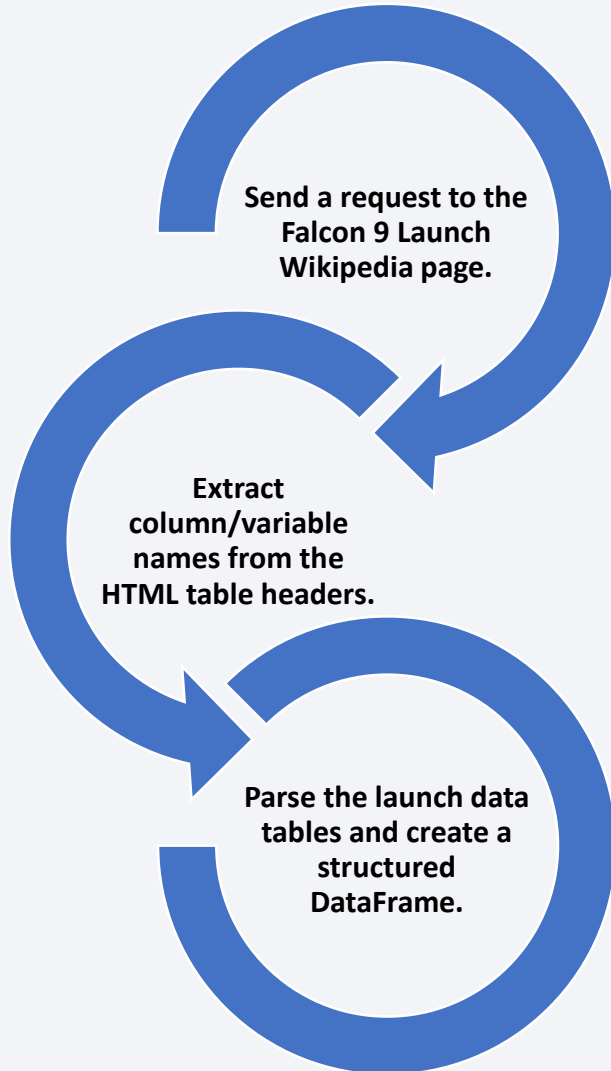 Send a request to the
Falcon 9 Launch
Wikipedia page.
Extract
column/variable
names from the
HTML table headers.
Parse the launch data
tables and create a
structured
DataFrame.